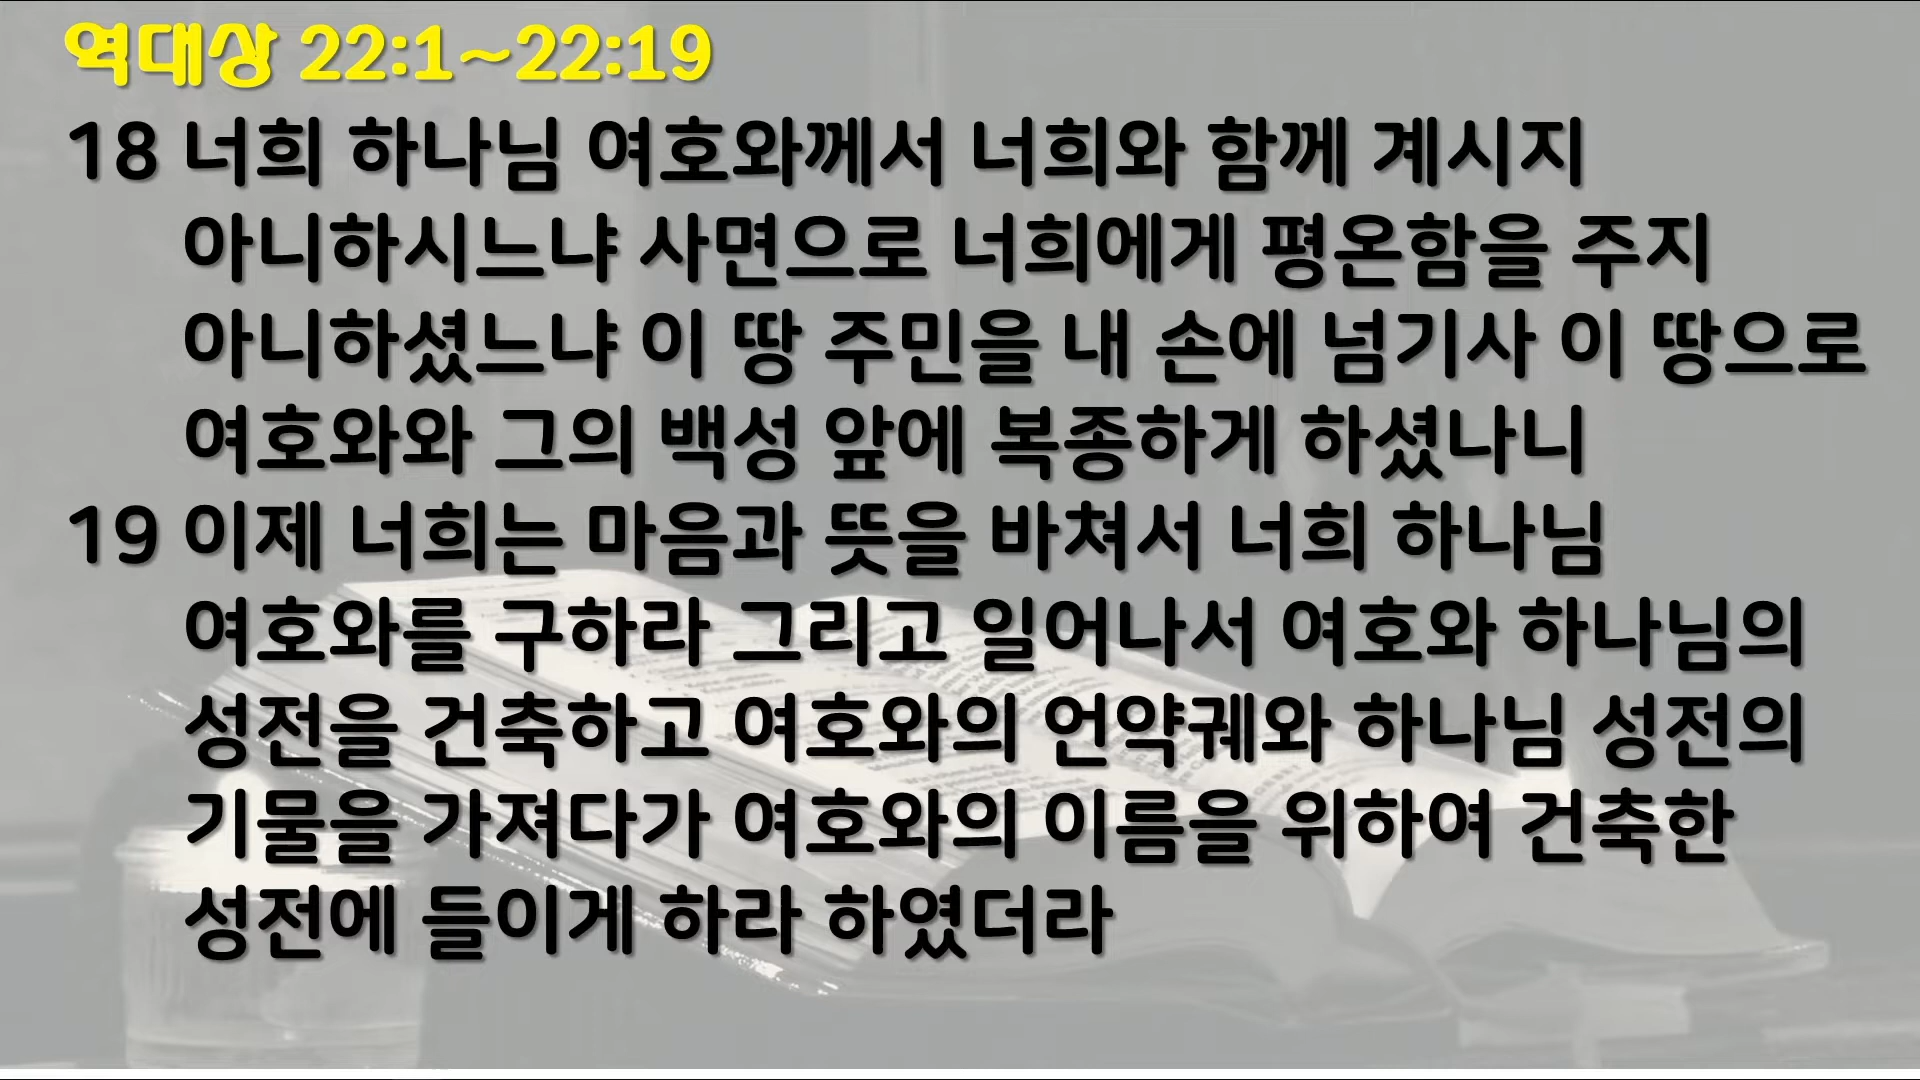 역대상 22:1~22:19
18 너희 하나님 여호와께서 너희와 함께 계시지
아니하시느냐 사면으로 너희에게 평온함을 주지
아니하셨느냐 이 땅 주민을 내 손에 넘기사 이 땅으로
여호와와 그의 백성 앞에 복종하게 하셨나니
19 이제 너희는 마음과 뜻을 바쳐서 너희 하나님
여호와를 구하라 그리고 일어나서 여호와 하나님의
성전을 건축하고 여호와의 언약궤와 하나님 성전의
기물을 가져다가 여호와의 이름을 위하여 건축한
성전에 들이게 하라 하였더라